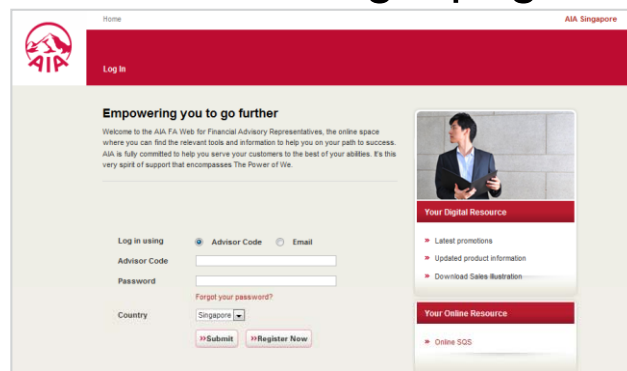 Home
AIA Singapore
AIA
Log In
Empowering you to go further
Welcome to the AIA FA Web for Financial Advisory Representatives, the online space
where you can find the relevant tools and information to help you on your path to success.
AIA is fully committed to help you serve your customers to the best of your abilities. It's this
very spirit of support that encompasses The Power of We.
Log in using Advisor Code Email
Advisor Code
Password
Forgot your password?
Country Singapore
»Submit »Register Now
Your Digital Resource
» Latest promotions
» Updated product information
» Download Sales Illustration
Your Online Resource
» Online SQS